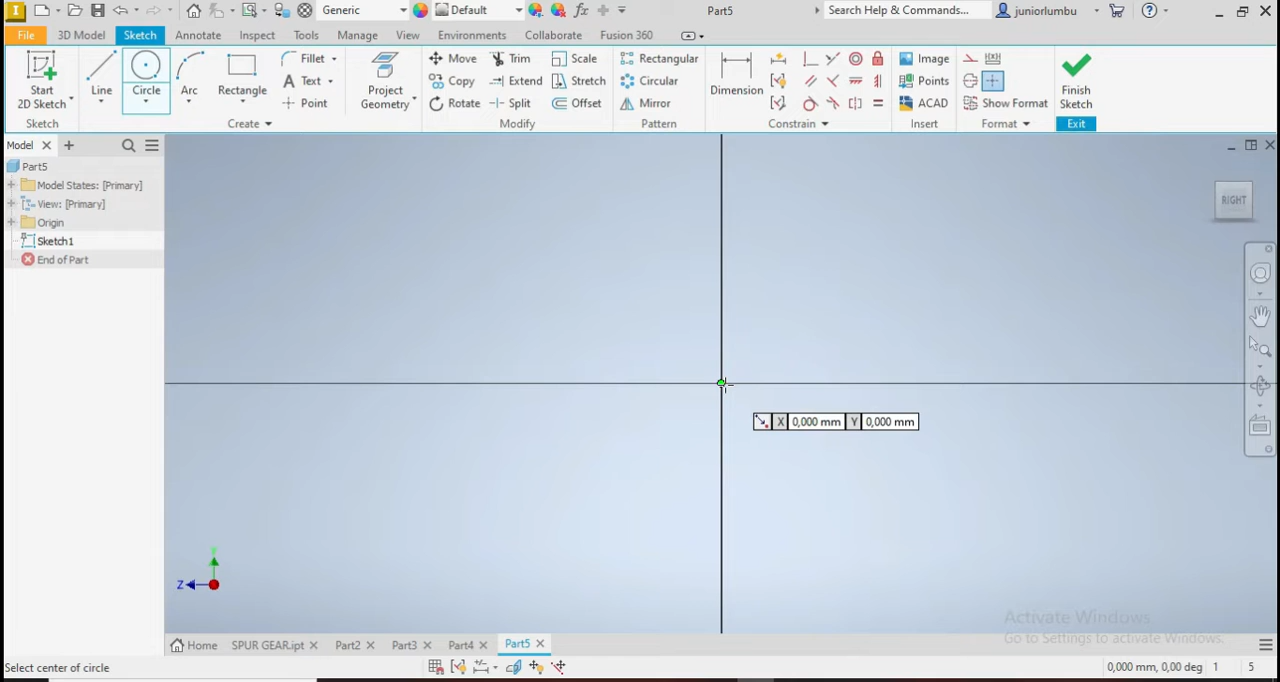 Generic Default Part5 Search Help & Commands... juniorlumbu
File 3D Model Sketch Annotate Inspect Tools Manage View Environments Collaborate Fusion 360
Start 2D Sketch Line Circle Arc Rectangle Fillet Text Point Project Geometry
Move Trim Scale
Copy Extend Stretch
Rotate Split Offset
Rectangular
Circular
Mirror
Dimension
Image
Points
ACAD
Show Format
Finish Sketch
Sketch Create Modify Pattern Constrain Insert Format Exit
Model
Part5
Model States: [Primary]
View: [Primary]
Origin
Sketch1
End of Part
RIGHT
X 0,000 mm Y 0,000 mm
Y
Z
Activate Windows
Go to Settings to activate Windows.
Home SPUR GEAR.ipt Part2 Part3 Part4 Part5
Select center of circle 0,000 mm, 0,00 deg 1 5